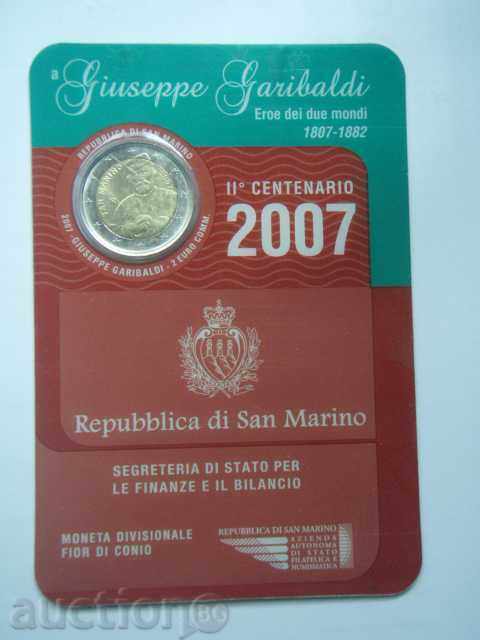 a Giuseppe Garibaldi
Eroe dei due mondi
1807-1882
REPUBBLICA DI SAN MARINO
SAN MARINO
2007 GIUSEPPE GARIBALDI - 2 EURO COMM.
II° CENTENARIO
2007
Repubblica di San Marino
SEGRETERIA DI STATO PER
LE FINANZE E IL BILANCIO
MONETA DIVISIONALE
FIOR DI CONIO
REPUBBLICA DI SAN MARINO
AZIENDA
AUTONOMA
DI STATO
FILATELICA E
NUMISMATICA
auction BG